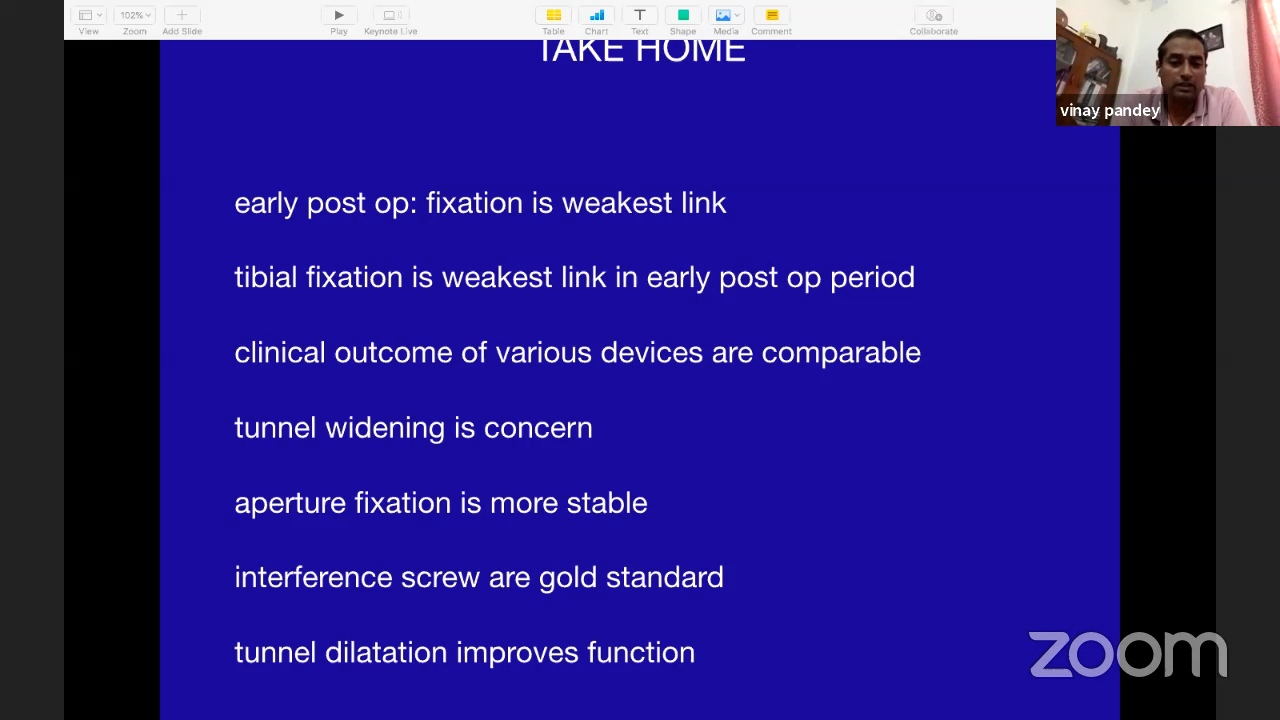 102%
View
Zoom
Add Slide
Play
Keynote Live
Table
Chart
Text
Shape
Media
Comment
Collaborate
vinay pandey
TAKE HOME
early post op: fixation is weakest link
tibial fixation is weakest link in early post op period
clinical outcome of various devices are comparable
tunnel widening is concern
aperture fixation is more stable
interference screw are gold standard
tunnel dilatation improves function
zoom